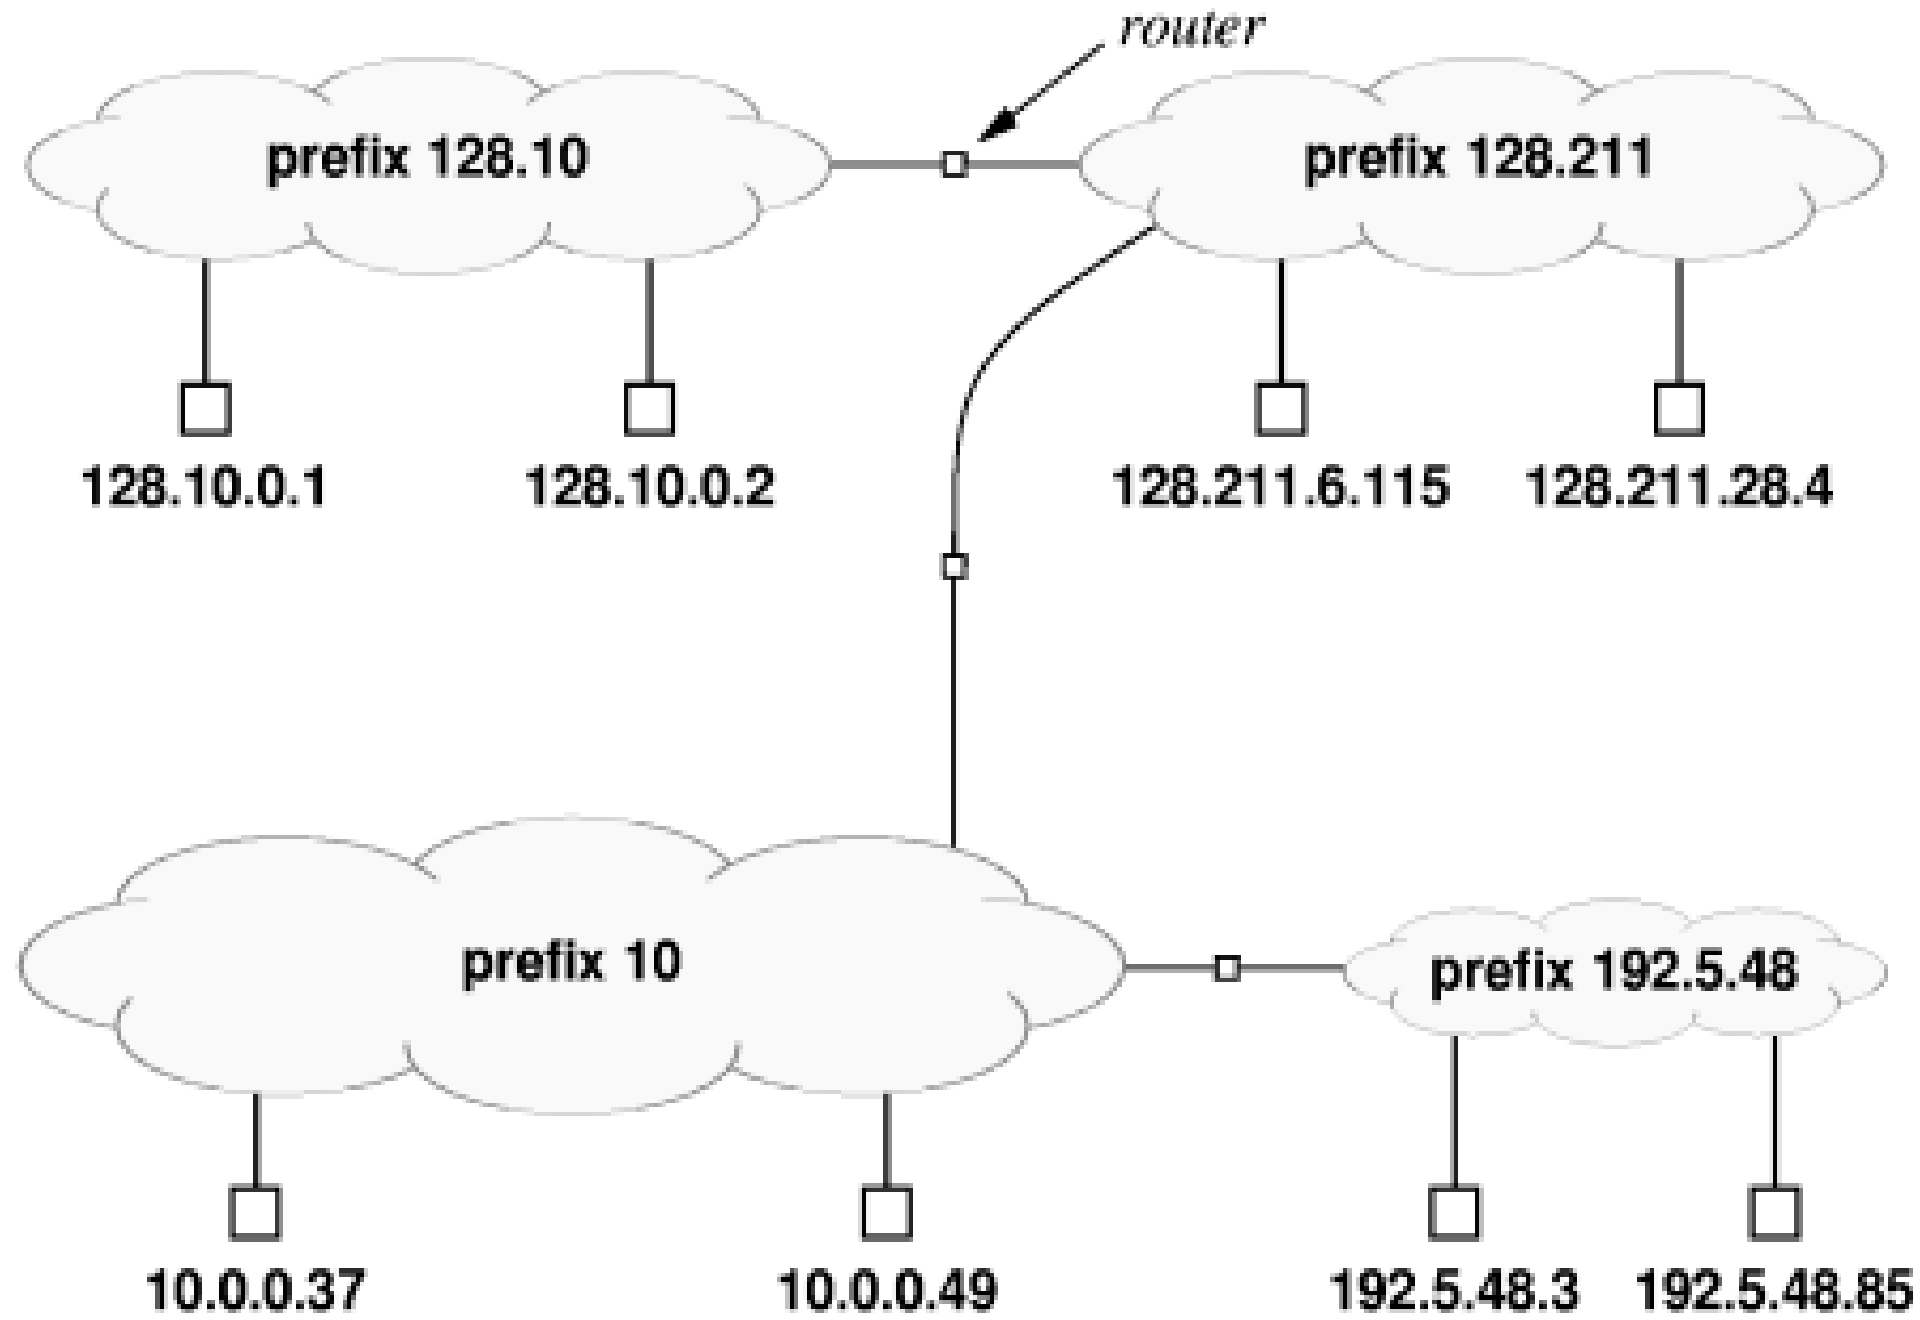 router
prefix 128.10
prefix 128.211
128.10.0.1
128.10.0.2
128.211.6.115
128.211.28.4
prefix 10
prefix 192.5.48
10.0.0.37
10.0.0.49
192.5.48.3
192.5.48.85